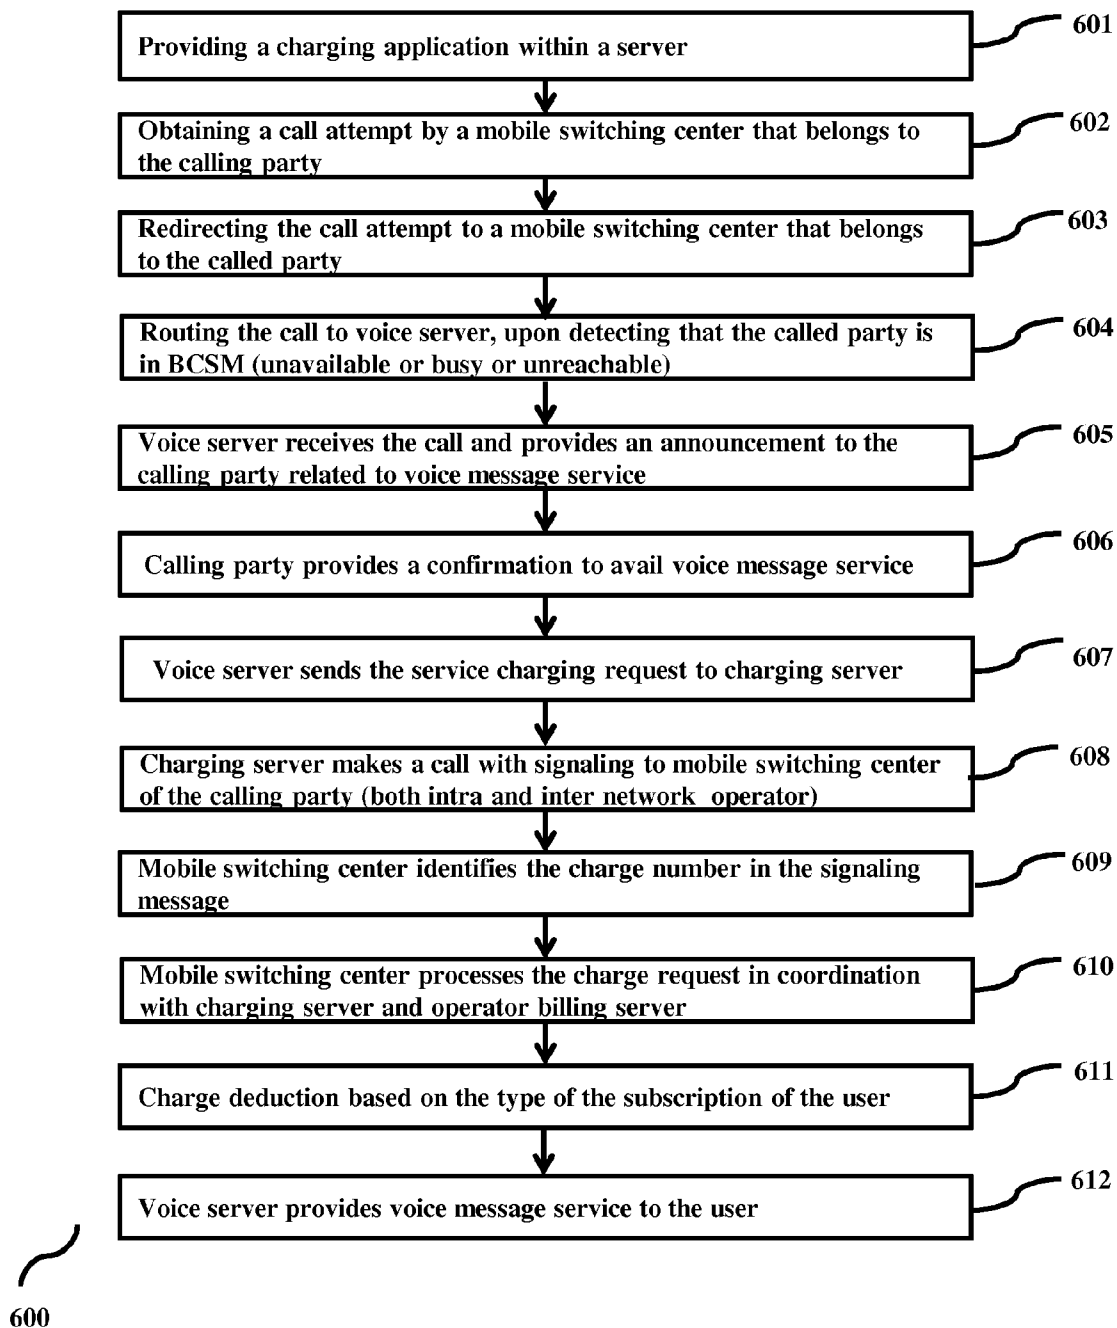 Providing a charging application within a server
601
Obtaining a call attempt by a mobile switching center that belongs to
the calling party
602
Redirecting the call attempt to a mobile switching center that belongs
to the called party
603
Routing the call to voice server, upon detecting that the called party is
in BCSM (unavailable or busy or unreachable)
604
Voice server receives the call and provides an announcement to the
calling party related to voice message service
605
Calling party provides a confirmation to avail voice message service
606
Voice server sends the service charging request to charging server
607
Charging server makes a call with signaling to mobile switching center
of the calling party (both intra and inter network operator)
608
Mobile switching center identifies the charge number in the signaling
message
609
Mobile switching center processes the charge request in coordination
with charging server and operator billing server
610
Charge deduction based on the type of the subscription of the user
611
Voice server provides voice message service to the user
612
600